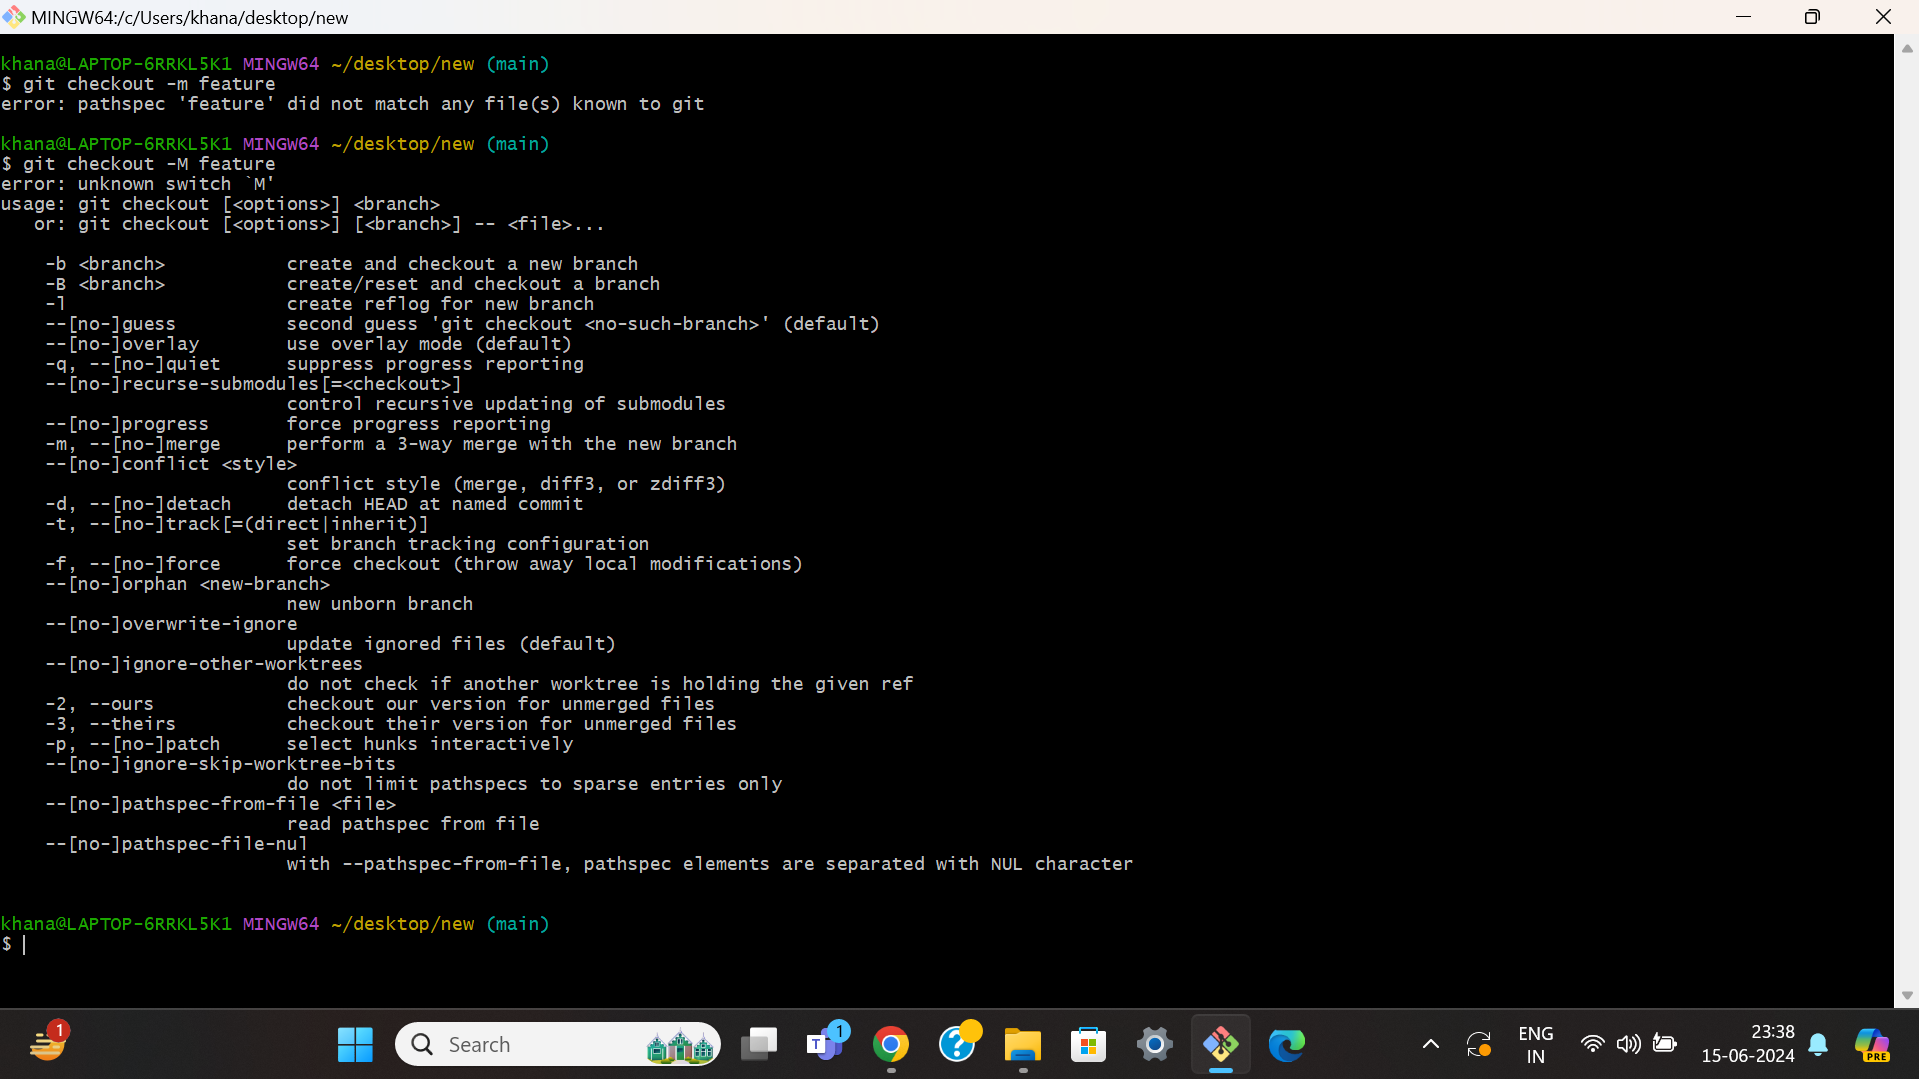 MINGW64:/c/Users/khana/desktop/new
khana@LAPTOP-6RRKL5K1 MINGW64 ~/desktop/new (main)
$ git checkout -m feature
error: pathspec 'feature' did not match any file(s) known to git
khana@LAPTOP-6RRKL5K1 MINGW64 ~/desktop/new (main)
$ git checkout -M feature
error: unknown switch `M'
usage: git checkout [<options>] <branch>
   or: git checkout [<options>] [<branch>] -- <file>...
    -b <branch>           create and checkout a new branch
    -B <branch>           create/reset and checkout a branch
    -l                    create reflog for new branch
    --[no-]guess          second guess 'git checkout <no-such-branch>' (default)
    --[no-]overlay        use overlay mode (default)
    -q, --[no-]quiet      suppress progress reporting
    --[no-]recurse-submodules[=<checkout>]
                          control recursive updating of submodules
    --[no-]progress       force progress reporting
    -m, --[no-]merge      perform a 3-way merge with the new branch
    --[no-]conflict <style>
                          conflict style (merge, diff3, or zdiff3)
    -d, --[no-]detach     detach HEAD at named commit
    -t, --[no-]track[=(direct|inherit)]
                          set branch tracking configuration
    -f, --[no-]force      force checkout (throw away local modifications)
    --[no-]orphan <new-branch>
                          new unborn branch
    --[no-]overwrite-ignore
                          update ignored files (default)
    --[no-]ignore-other-worktrees
                          do not check if another worktree is holding the given ref
    -2, --ours            checkout our version for unmerged files
    -3, --theirs          checkout their version for unmerged files
    -p, --[no-]patch      select hunks interactively
    --[no-]ignore-skip-worktree-bits
                          do not limit pathspecs to sparse entries only
    --[no-]pathspec-from-file <file>
                          read pathspec from file
    --[no-]pathspec-file-nul
                          with --pathspec-from-file, pathspec elements are separated with NUL character
khana@LAPTOP-6RRKL5K1 MINGW64 ~/desktop/new (main)
$
1
Search
T
1
?
ENG
IN
23:38
15-06-2024
PRE